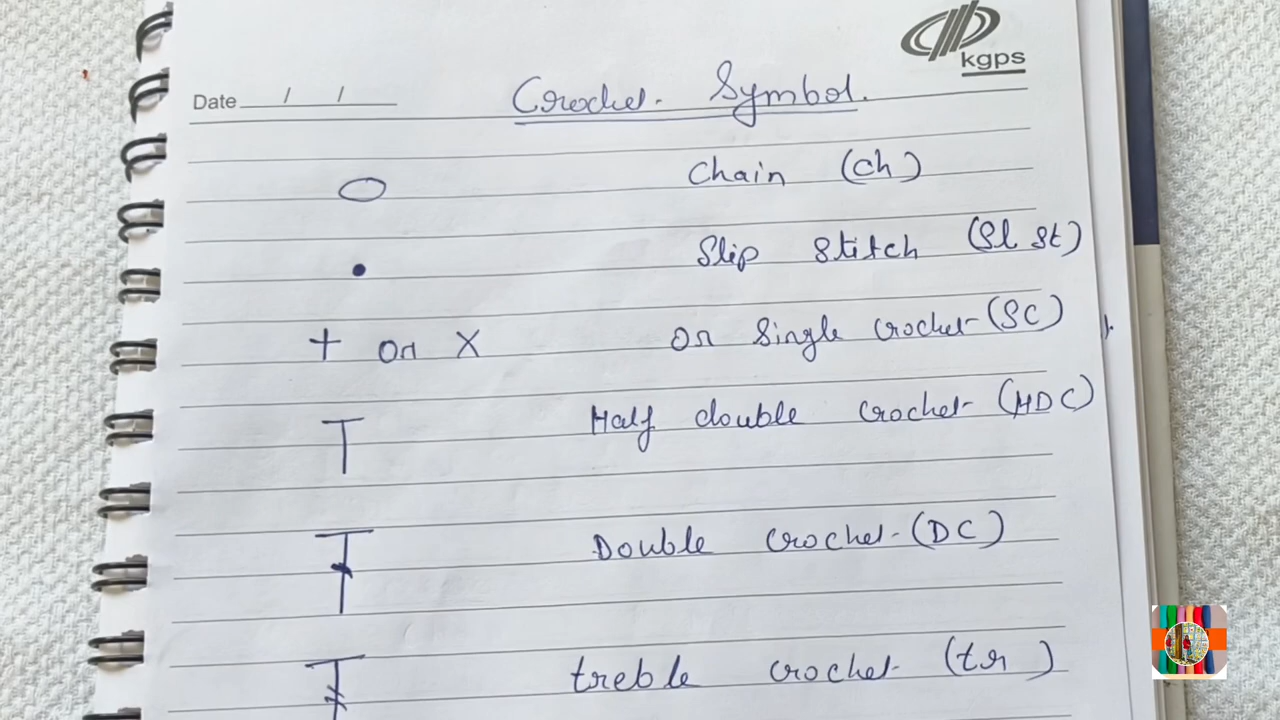 kgps
Date / /
Crochet. Symbol.
Chain (Ch)
Slip Stitch (Sl St)
+ or X or Single Crochet (SC)
Half double Crochet (HDC)
Double Crochet (DC)
treble crochet (tr)